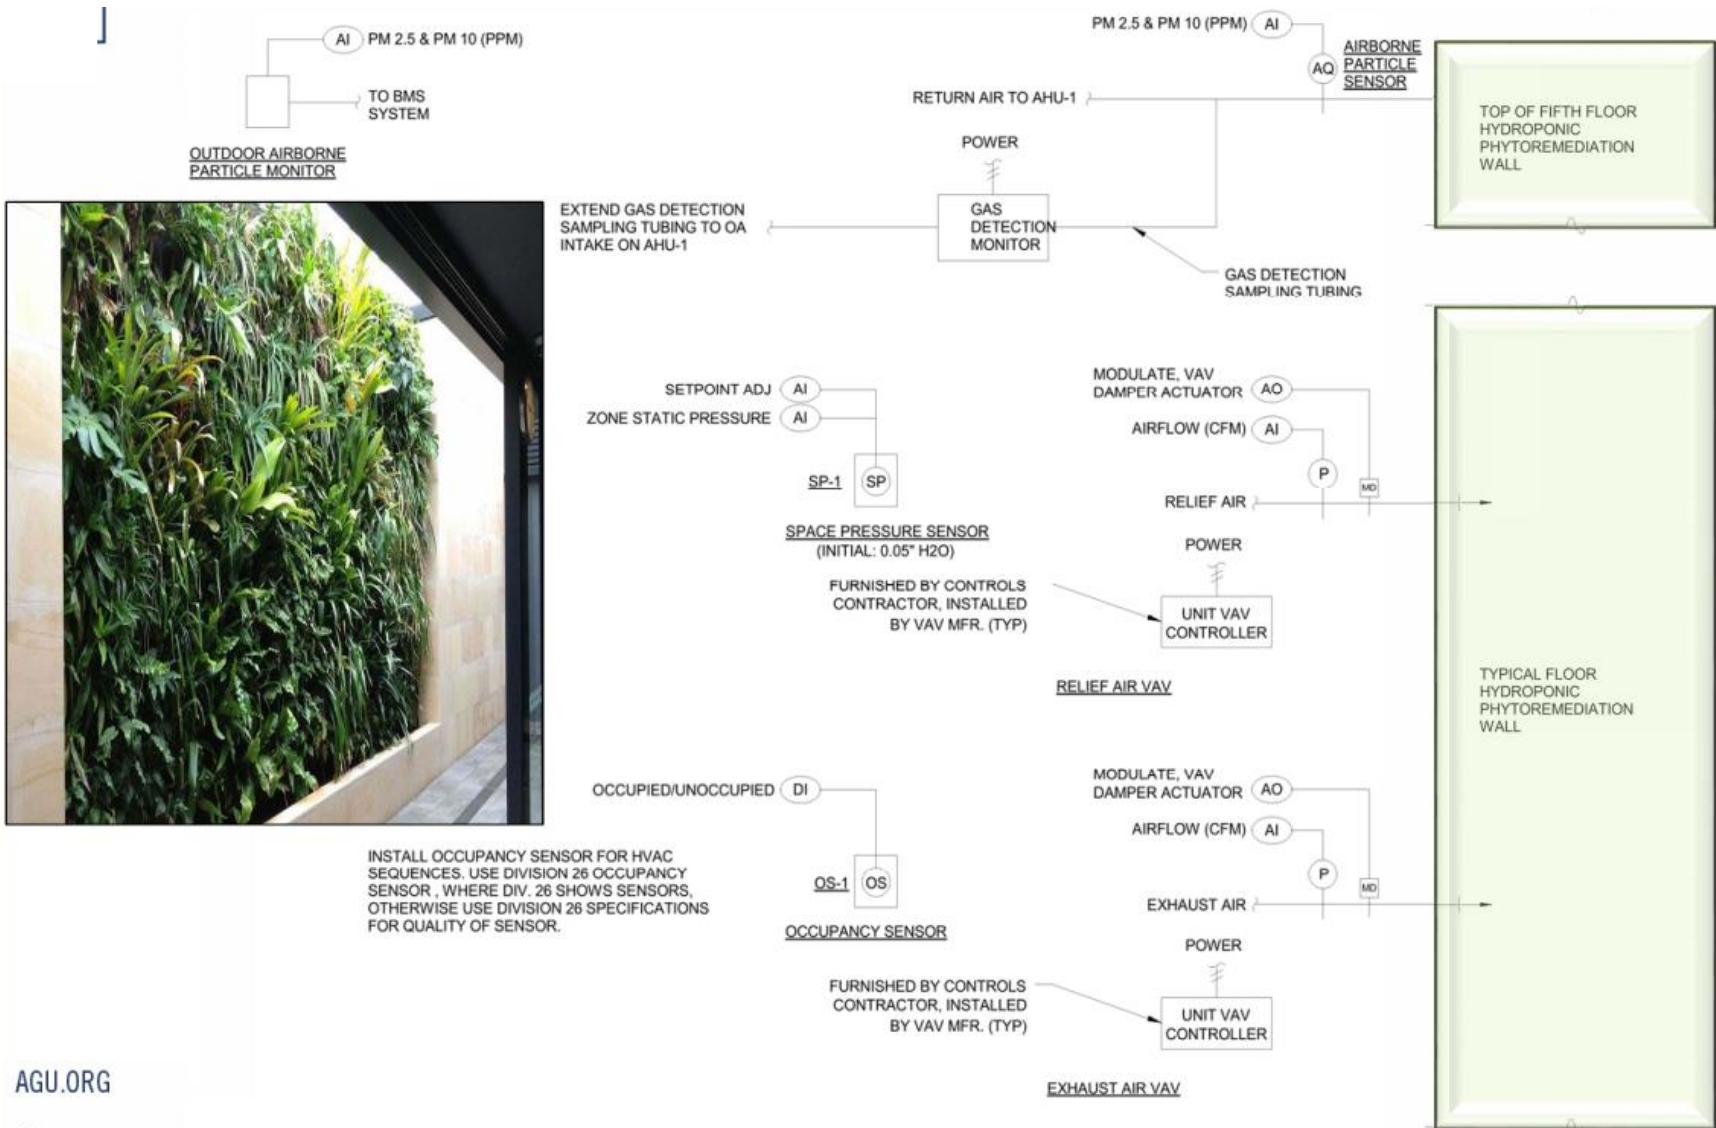 ]
AI PM 2.5 & PM 10 (PPM)
TO BMS
SYSTEM
OUTDOOR AIRBORNE
PARTICLE MONITOR
PM 2.5 & PM 10 (PPM) AI
AQ
AIRBORNE
PARTICLE
SENSOR
RETURN AIR TO AHU-1
TOP OF FIFTH FLOOR
HYDROPONIC
PHYTOREMEDIATION
WALL
POWER
GAS
DETECTION
MONITOR
EXTEND GAS DETECTION
SAMPLING TUBING TO OA
INTAKE ON AHU-1
GAS DETECTION
SAMPLING TUBING
SETPOINT ADJ AI
ZONE STATIC PRESSURE AI
SP-1 SP
SPACE PRESSURE SENSOR
(INITIAL: 0.05" H2O)
MODULATE, VAV
DAMPER ACTUATOR AO
AIRFLOW (CFM) AI
P
MD
RELIEF AIR
POWER
FURNISHED BY CONTROLS
CONTRACTOR, INSTALLED
BY VAV MFR. (TYP)
UNIT VAV
CONTROLLER
RELIEF AIR VAV
TYPICAL FLOOR
HYDROPONIC
PHYTOREMEDIATION
WALL
OCCUPIED/UNOCCUPIED DI
OS-1 OS
OCCUPANCY SENSOR
INSTALL OCCUPANCY SENSOR FOR HVAC
SEQUENCES. USE DIVISION 26 OCCUPANCY
SENSOR , WHERE DIV. 26 SHOWS SENSORS,
OTHERWISE USE DIVISION 26 SPECIFICATIONS
FOR QUALITY OF SENSOR.
MODULATE, VAV
DAMPER ACTUATOR AO
AIRFLOW (CFM) AI
P
MD
EXHAUST AIR
POWER
FURNISHED BY CONTROLS
CONTRACTOR, INSTALLED
BY VAV MFR. (TYP)
UNIT VAV
CONTROLLER
EXHAUST AIR VAV
AGU.ORG